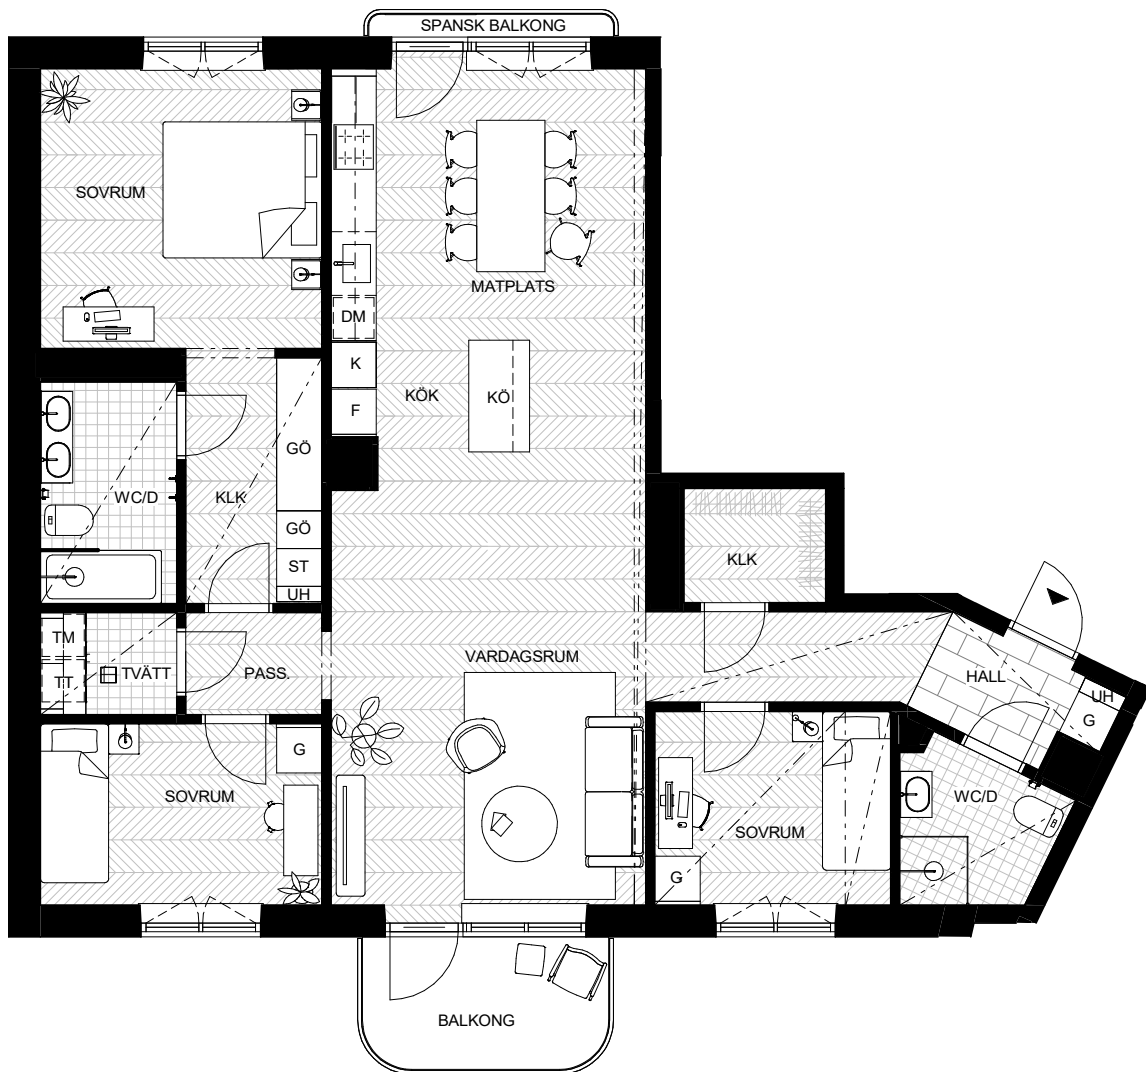 SPANSK BALKONG
SOVRUM
MATPLATS
DM
K
KÖK
KÖ
F
GÖ
WC/D
KLK
GÖ
ST
UH
KLK
TM
TT
TVÄTT
PASS.
VARDAGSRUM
HALL
UH
G
G
SOVRUM
WC/D
SOVRUM
G
BALKONG